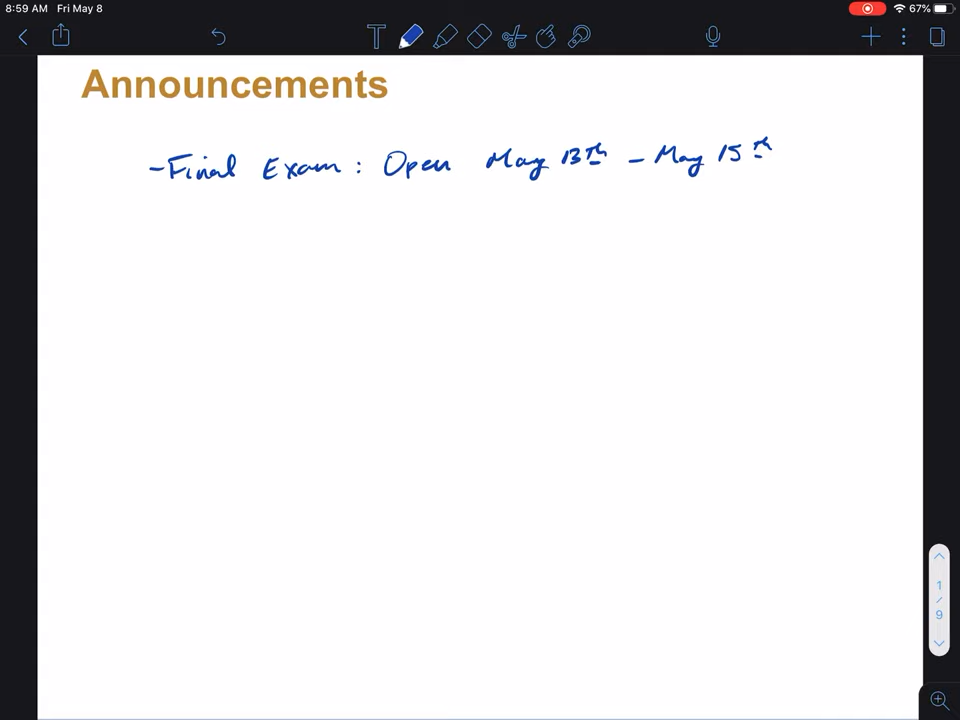 8:59 AM Fri May 8
67%
T
Announcements
- Final Exam : Open May 13th - May 15th
1
/
9